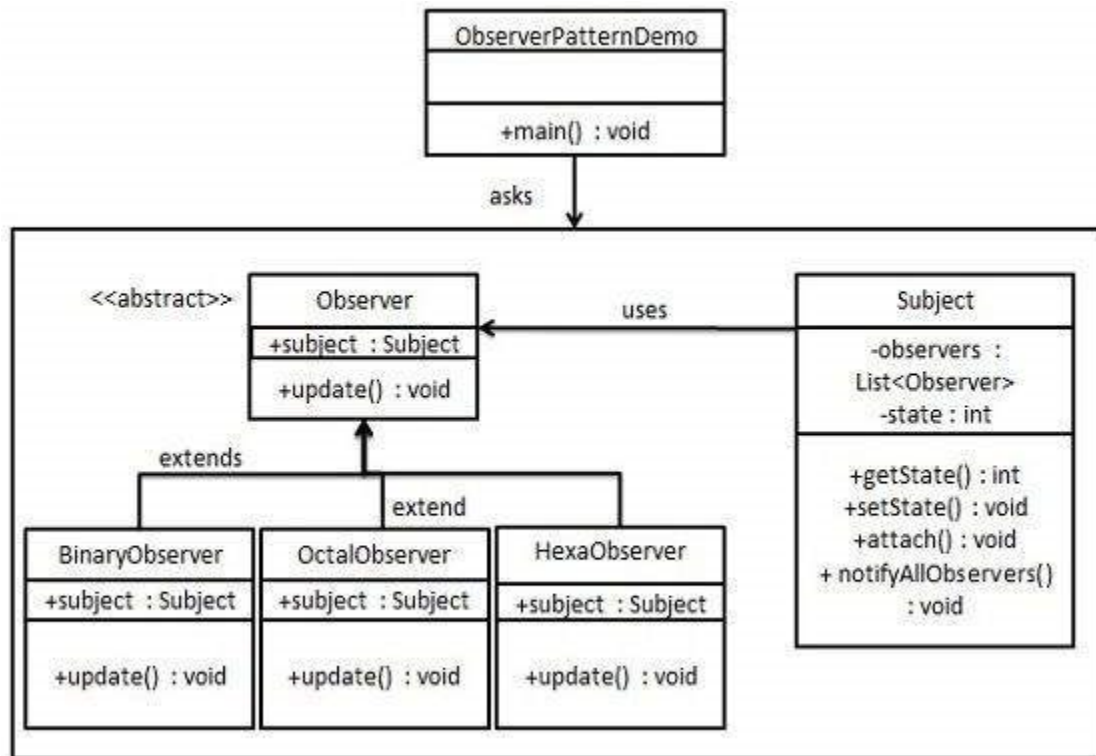 ObserverPatternDemo
+main() : void
asks
<<abstract>>
Observer
+subject : Subject
+update() : void
uses
Subject
-observers :
List<Observer>
-state : int
+getState() : int
+setState() : void
+attach() : void
+ notifyAllObservers()
: void
extends
extend
BinaryObserver
+subject : Subject
+update() : void
OctalObserver
+subject : Subject
+update() : void
HexaObserver
+subject : Subject
+update() : void